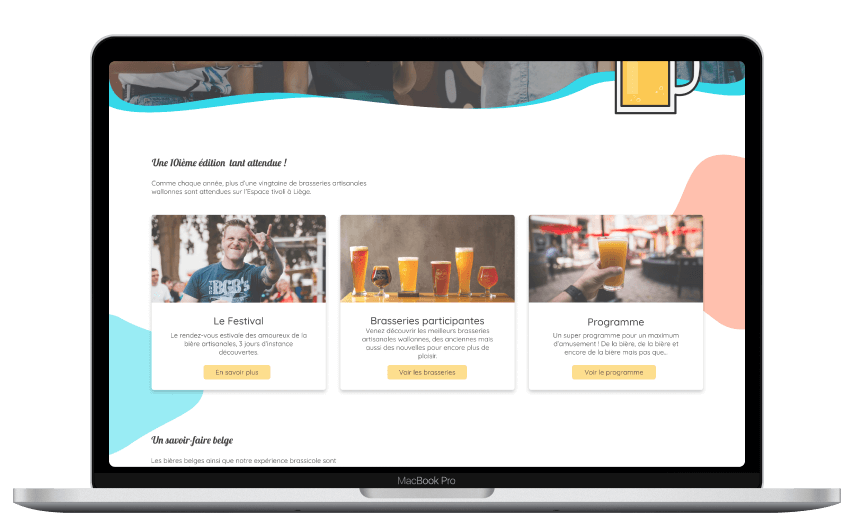 Une 10ième édition tant attendue !
Comme chaque année, plus d'une vingtaine de brasseries artisanales
wallonnes sont attendues sur l'Espace tivoli à Liège.
BGB's
Le Festival
Le rendez-vous estivale des amoureux de la
bière artisanales, 3 jours d'instance
découvertes.
En savoir plus
Brasseries participantes
Venez découvrir les meilleurs brasseries
artisanales wallonnes, des anciennes mais
aussi des nouvelles pour encore plus de
plaisir.
Voir les brasseries
Programme
Un super programme pour un maximum
d'amusement ! De la bière, de la bière et
encore de la bière mais pas que...
Voir le programme
Un savoir-faire belge
Les bières belges ainsi que notre expérience brassicole sont
MacBook Pro